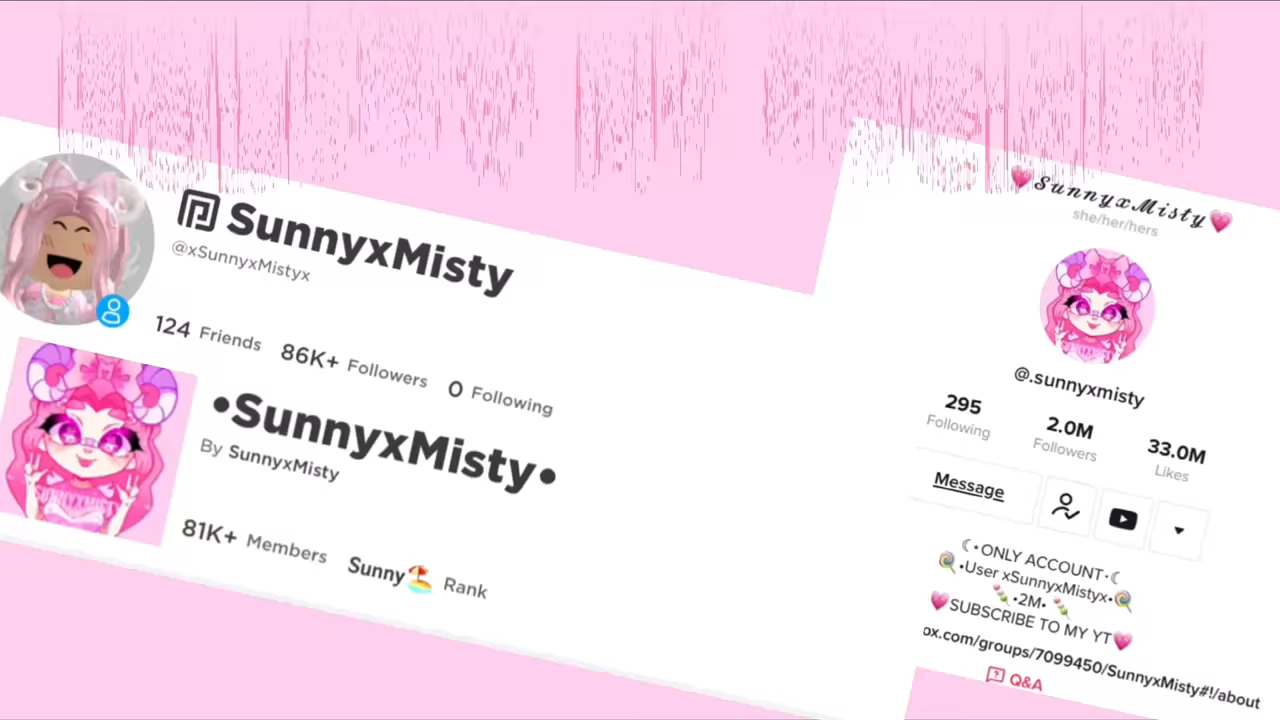 SunnyxMisty
@xSunnyxMistyx
124 Friends 86K+ Followers 0 Following
•SunnyxMisty•
By SunnyxMisty
81K+ Members Sunny🏖️ Rank
💗𝓢𝓾𝓷𝓷𝔂𝔁𝓜𝓲𝓼𝓽𝔂💗
she/her/hers
@.sunnyxmisty
295 2.0M 33.0M
Following Followers Likes
Message
☾•ONLY ACCOUNT•☾
🍭•User xSunnyxMistyx•🍭
🍡•2M•🍡
💗SUBSCRIBE TO MY YT💗
ox.com/groups/7099450/SunnyxMisty#!/about
Q&A